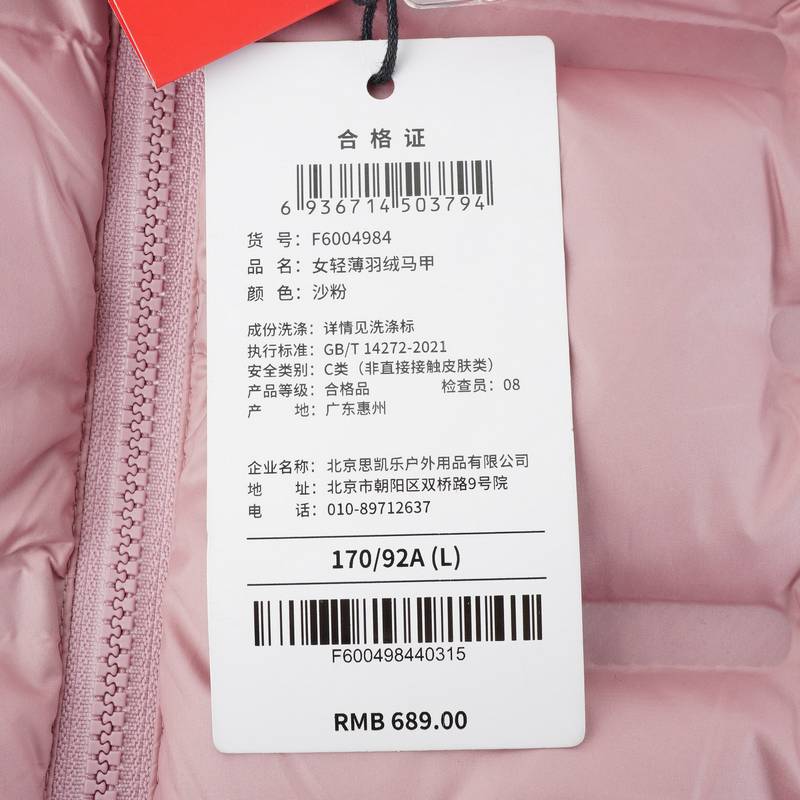 合格证
6 936714 503794
货 号：F6004984
品 名：女轻薄羽绒马甲
颜 色：沙粉
成份洗涤：详情见洗涤标
执行标准：GB/T 14272-2021
安全类别：C类（非直接接触皮肤类）
产品等级：合格品 检查员：08
产 地：广东惠州
企业名称：北京思凯乐户外用品有限公司
地 址：北京市朝阳区双桥路9号院
电 话：010-89712637
170/92A (L)
F600498440315
RMB 689.00